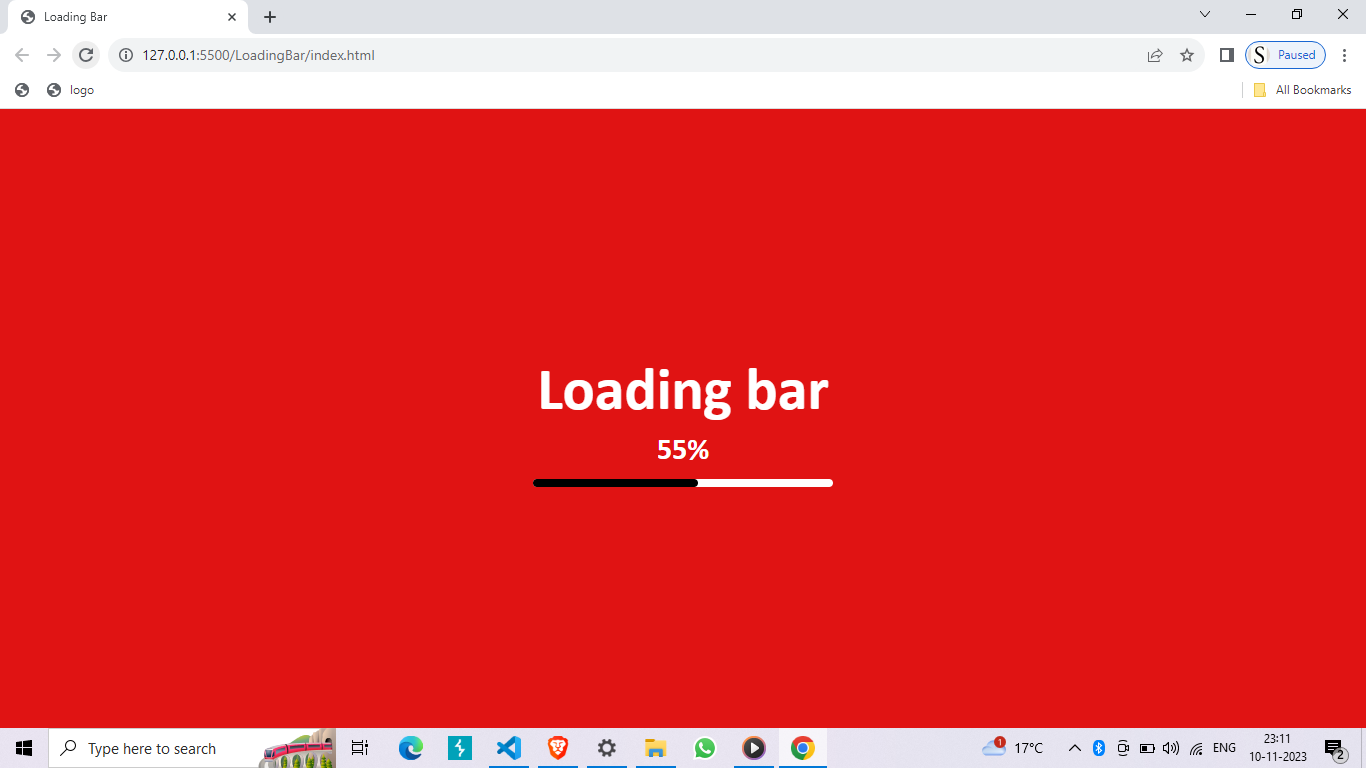 Loading Bar
127.0.0.1:5500/LoadingBar/index.html
S Paused
logo
All Bookmarks
Loading bar
55%
Type here to search
1
17°C
ENG
23:11
10-11-2023
2